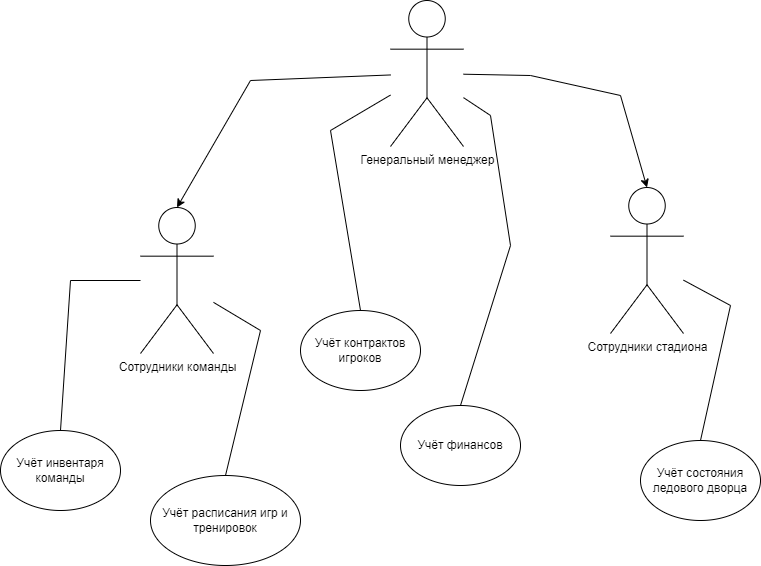 Генеральный менеджер
Сотрудники команды
Сотрудники стадиона
Учёт контрактов
игроков
Учёт финансов
Учёт инвентаря
команды
Учёт расписания игр и
тренировок
Учёт состояния
ледового дворца